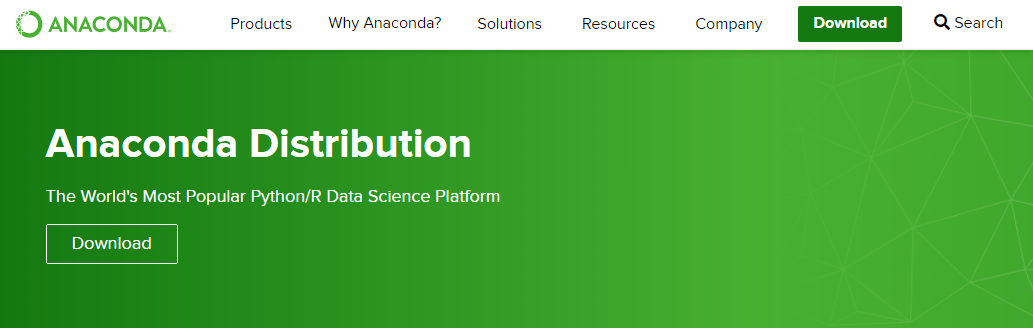 ANACONDA. Products Why Anaconda? Solutions Resources Company Download Search
Anaconda Distribution
The World's Most Popular Python/R Data Science Platform
Download